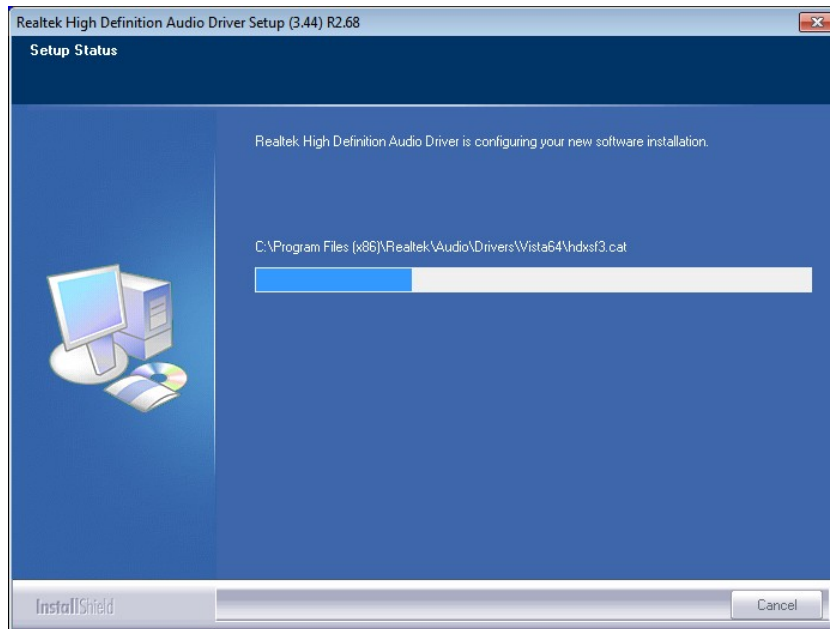 Realtek High Definition Audio Driver Setup (3.44) R2.68
Setup Status
Realtek High Definition Audio Driver is configuring your new software installation.
C:\Program Files (x86)\Realtek\Audio\Drivers\Vista64\hdxsf3.cat
InstallShield
Cancel